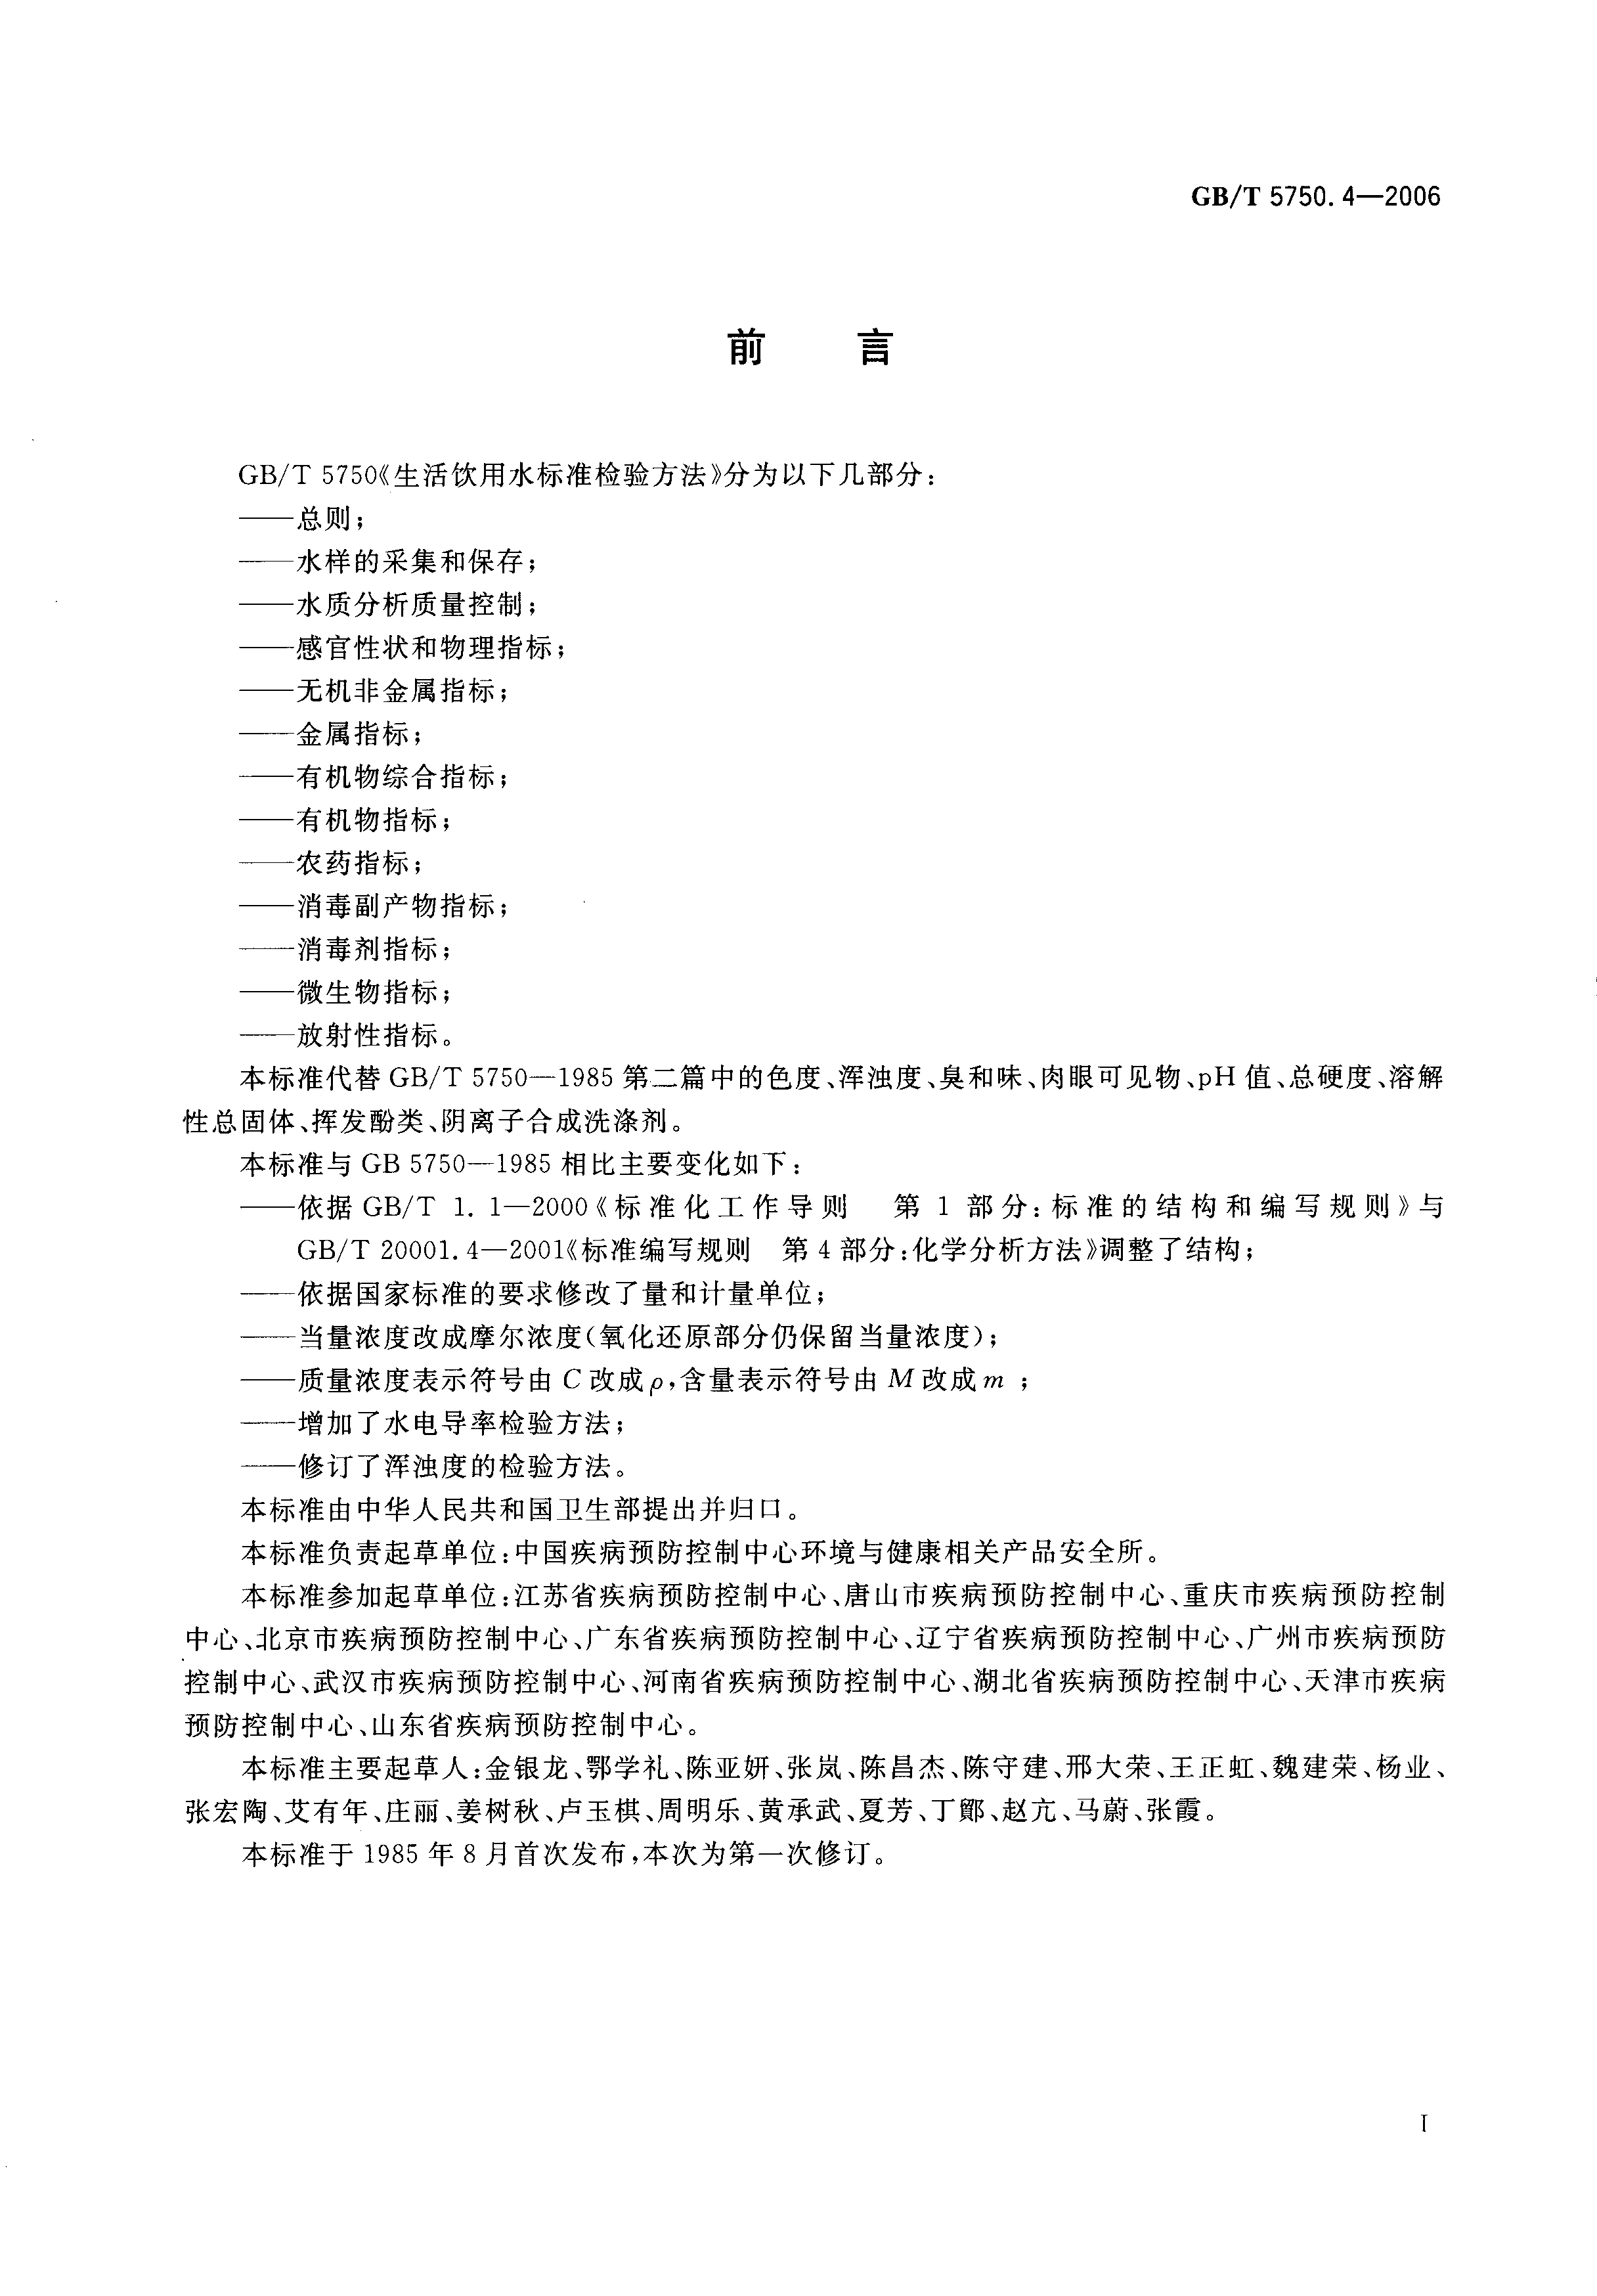 GB/T 5750.4—2006
前 言
GB/T 5750《生活饮用水标准检验方法》分为以下几部分:
——总则;
——水样的采集和保存;
——水质分析质量控制;
——感官性状和物理指标;
——无机非金属指标;
——金属指标;
——有机物综合指标;
——有机物指标;
——农药指标;
——消毒副产物指标;
——消毒剂指标;
——微生物指标;
——放射性指标。
本标准代替 GB/T 5750—1985 第二篇中的色度、浑浊度、臭和味、肉眼可见物、pH 值、总硬度、溶解
性总固体、挥发酚类、阴离子合成洗涤剂。
本标准与 GB 5750—1985 相比主要变化如下:
——依据 GB/T 1.1—2000《标准化工作导则 第 1 部分:标准的结构和编写规则》与
GB/T 20001.4—2001《标准编写规则 第 4 部分:化学分析方法》调整了结构;
——依据国家标准的要求修改了量和计量单位;
——当量浓度改成摩尔浓度(氧化还原部分仍保留当量浓度);
——质量浓度表示符号由 C 改成 ρ,含量表示符号由 M 改成 m ;
——增加了水电导率检验方法;
——修订了浑浊度的检验方法。
本标准由中华人民共和国卫生部提出并归口。
本标准负责起草单位:中国疾病预防控制中心环境与健康相关产品安全所。
本标准参加起草单位:江苏省疾病预防控制中心、唐山市疾病预防控制中心、重庆市疾病预防控制
中心、北京市疾病预防控制中心、广东省疾病预防控制中心、辽宁省疾病预防控制中心、广州市疾病预防
控制中心、武汉市疾病预防控制中心、河南省疾病预防控制中心、湖北省疾病预防控制中心、天津市疾病
预防控制中心、山东省疾病预防控制中心。
本标准主要起草人:金银龙、鄂学礼、陈亚妍、张岚、陈昌杰、陈守建、邢大荣、王正虹、魏建荣、杨业、
张宏陶、艾有年、庄丽、姜树秋、卢玉棋、周明乐、黄承武、夏芳、丁鄮、赵亢、马蔚、张霞。
本标准于 1985 年 8 月首次发布,本次为第一次修订。
I